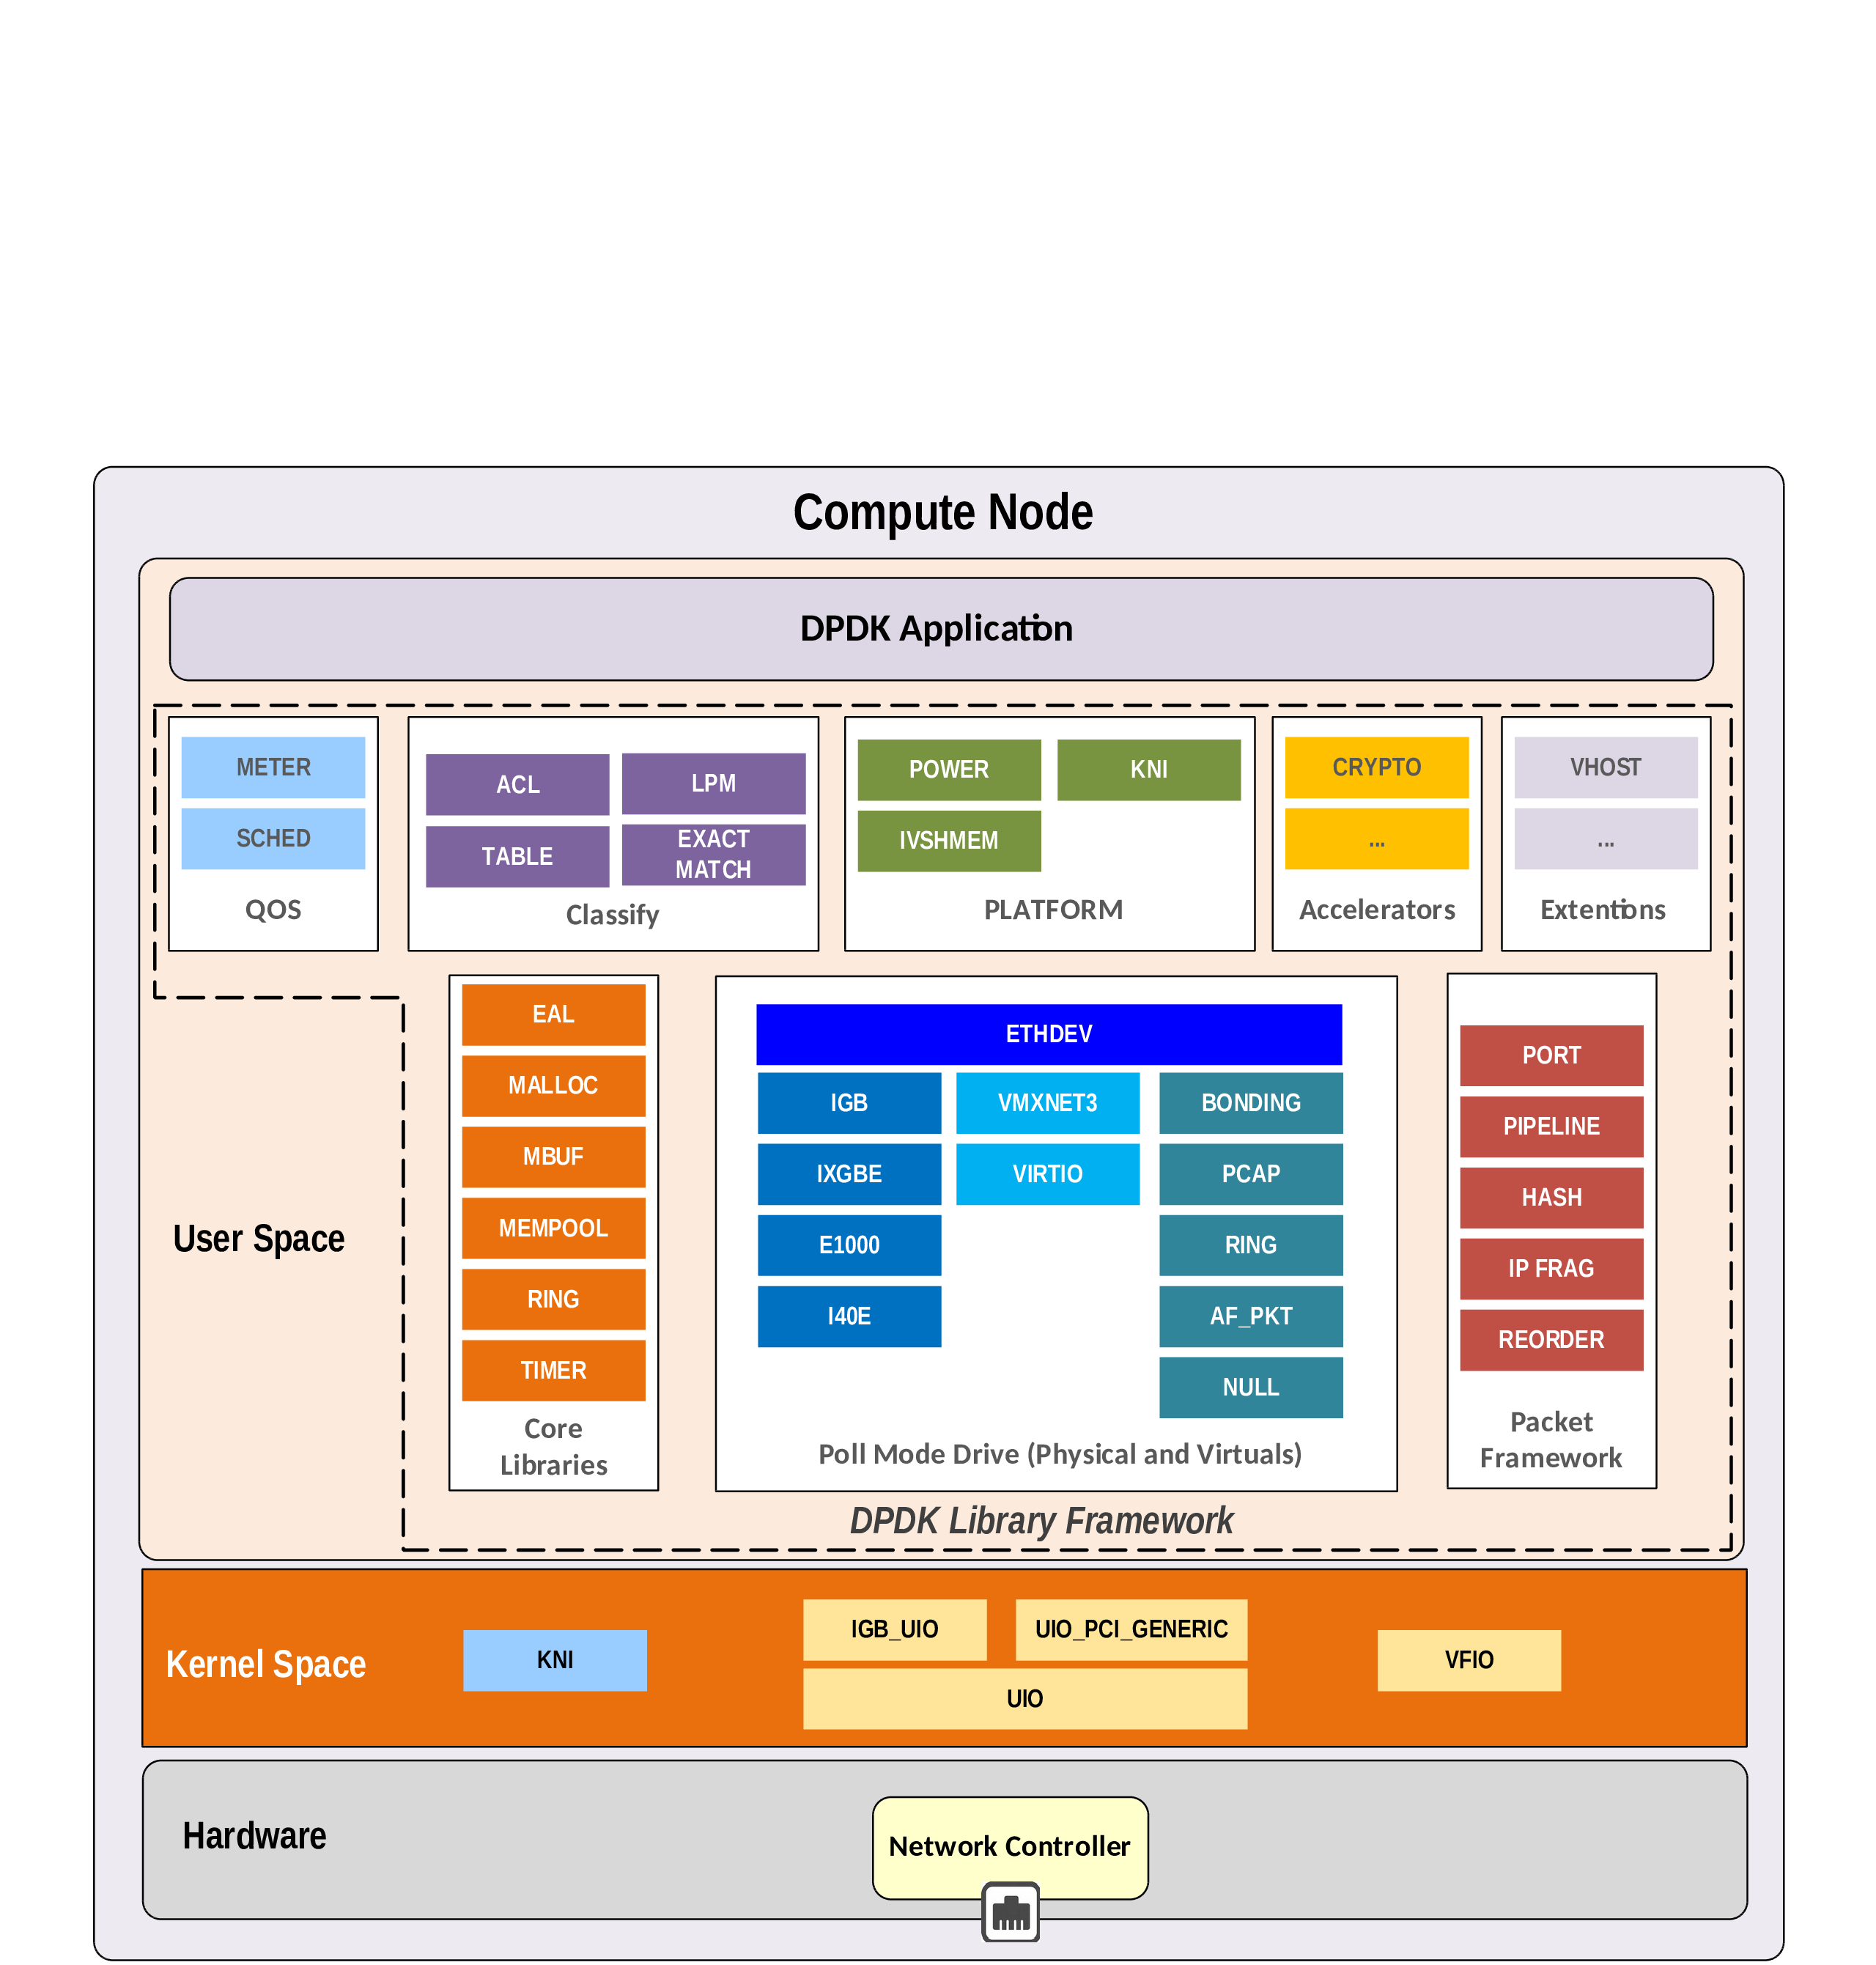 Compute Node
DPDK Application
METER
SCHED
QOS
ACL
LPM
TABLE
EXACT
MATCH
Classify
POWER
KNI
IVSHMEM
PLATFORM
CRYPTO
...
Accelerators
VHOST
...
Extentions
User Space
EAL
MALLOC
MBUF
MEMPOOL
RING
TIMER
Core
Libraries
ETHDEV
IGB
VMXNET3
BONDING
IXGBE
VIRTIO
PCAP
E1000
RING
I40E
AF_PKT
NULL
Poll Mode Drive (Physical and Virtuals)
PORT
PIPELINE
HASH
IP FRAG
REORDER
Packet
Framework
DPDK Library Framework
Kernel Space
KNI
IGB_UIO
UIO_PCI_GENERIC
UIO
VFIO
Hardware
Network Controller